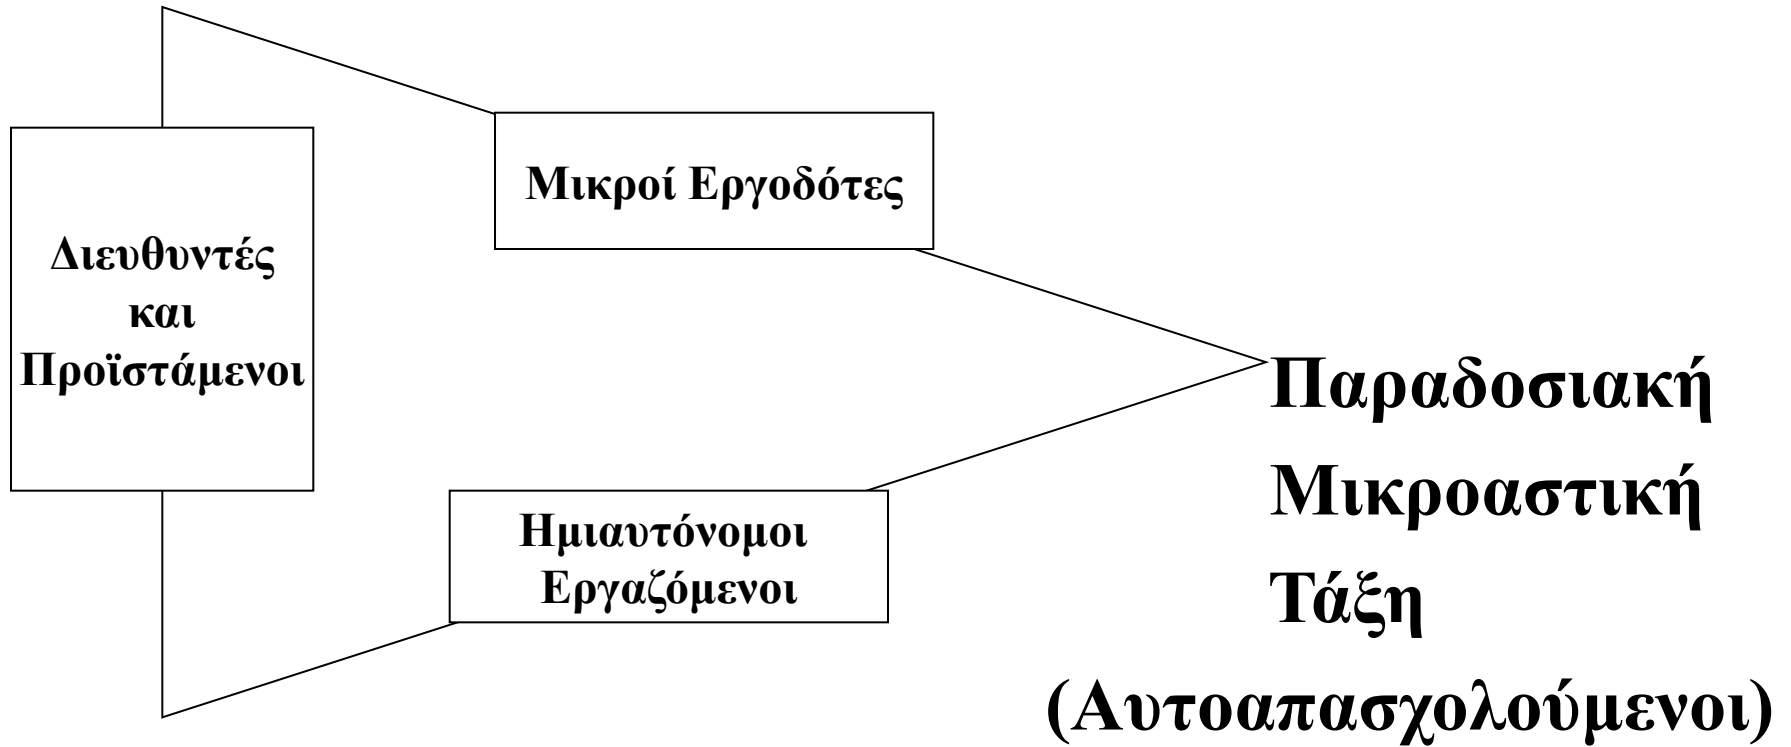 Μικροί Εργοδότες
Διευθυντές
και
Προϊστάμενοι
Παραδοσιακή
Μικροαστική
Τάξη
(Αυτοαπασχολούμενοι)
Ημιαυτόνομοι
Εργαζόμενοι